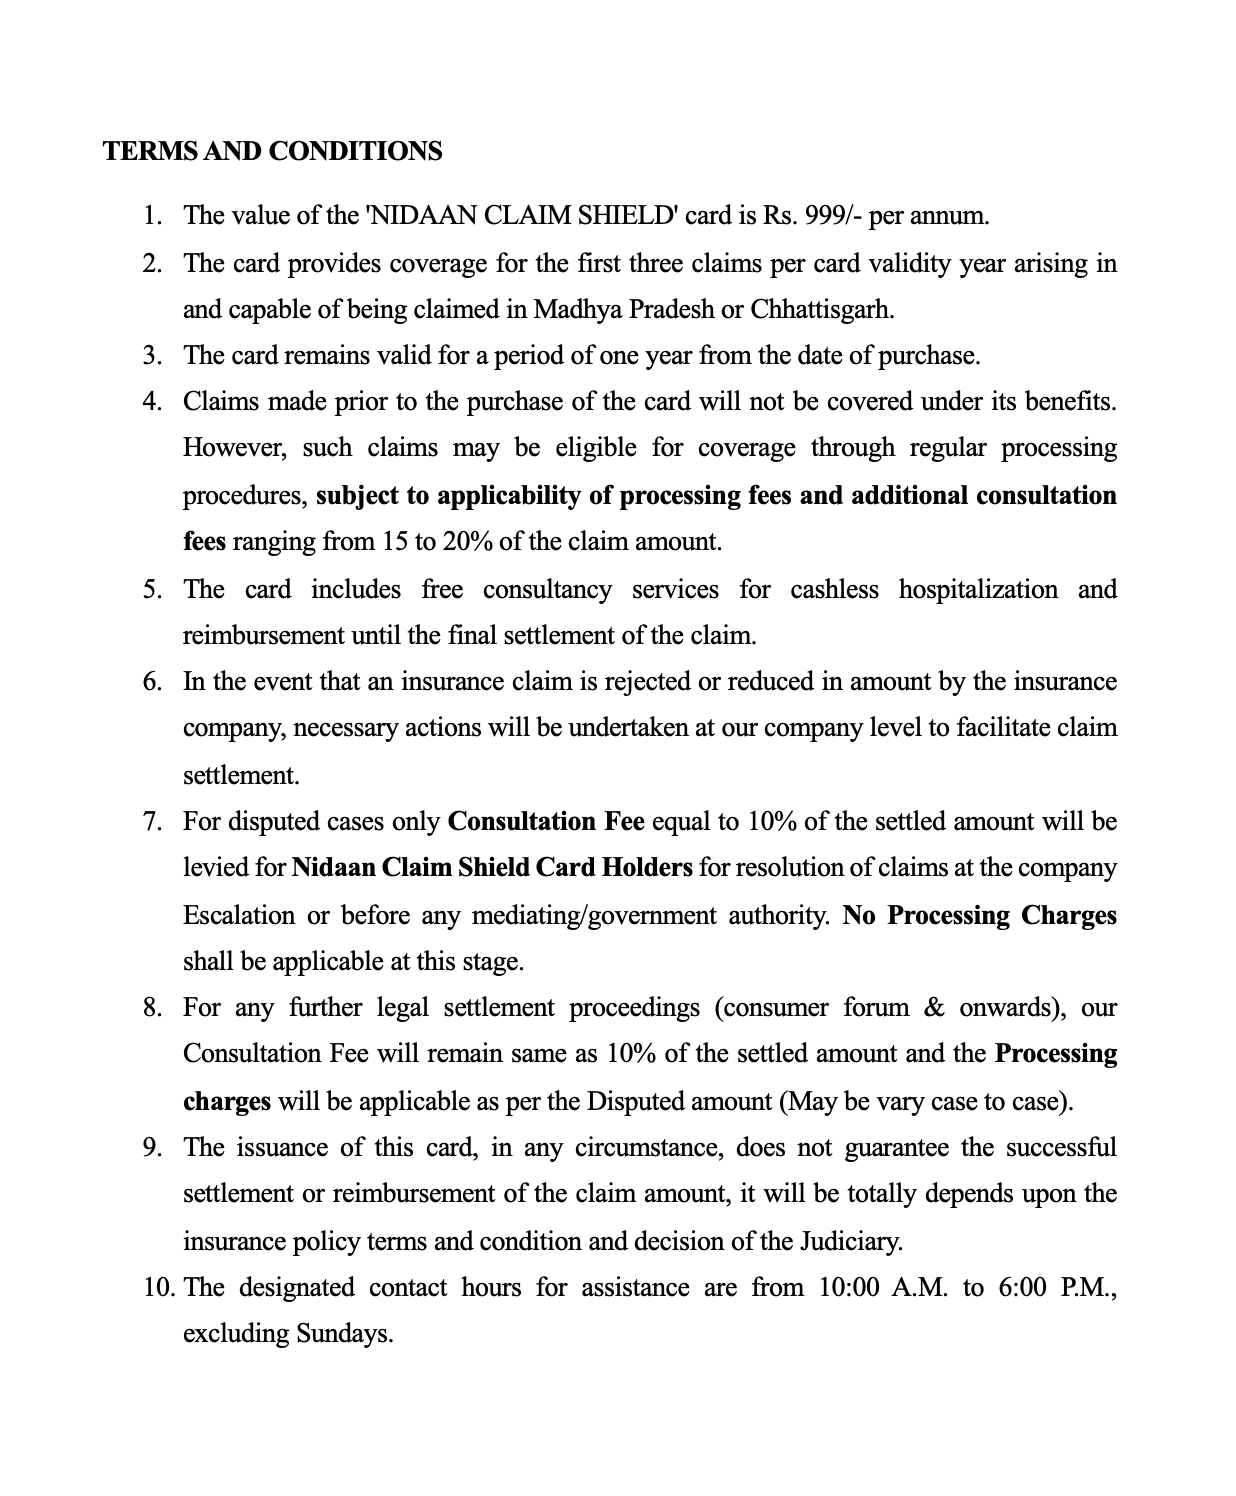 TERMS AND CONDITIONS
1. The value of the 'NIDAAN CLAIM SHIELD' card is Rs. 999/- per annum.
2. The card provides coverage for the first three claims per card validity year arising in
and capable of being claimed in Madhya Pradesh or Chhattisgarh.
3. The card remains valid for a period of one year from the date of purchase.
4. Claims made prior to the purchase of the card will not be covered under its benefits.
However, such claims may be eligible for coverage through regular processing
procedures, subject to applicability of processing fees and additional consultation
fees ranging from 15 to 20% of the claim amount.
5. The card includes free consultancy services for cashless hospitalization and
reimbursement until the final settlement of the claim.
6. In the event that an insurance claim is rejected or reduced in amount by the insurance
company, necessary actions will be undertaken at our company level to facilitate claim
settlement.
7. For disputed cases only Consultation Fee equal to 10% of the settled amount will be
levied for Nidaan Claim Shield Card Holders for resolution of claims at the company
Escalation or before any mediating/government authority. No Processing Charges
shall be applicable at this stage.
8. For any further legal settlement proceedings (consumer forum & onwards), our
Consultation Fee will remain same as 10% of the settled amount and the Processing
charges will be applicable as per the Disputed amount (May be vary case to case).
9. The issuance of this card, in any circumstance, does not guarantee the successful
settlement or reimbursement of the claim amount, it will be totally depends upon the
insurance policy terms and condition and decision of the Judiciary.
10. The designated contact hours for assistance are from 10:00 A.M. to 6:00 P.M.,
excluding Sundays.